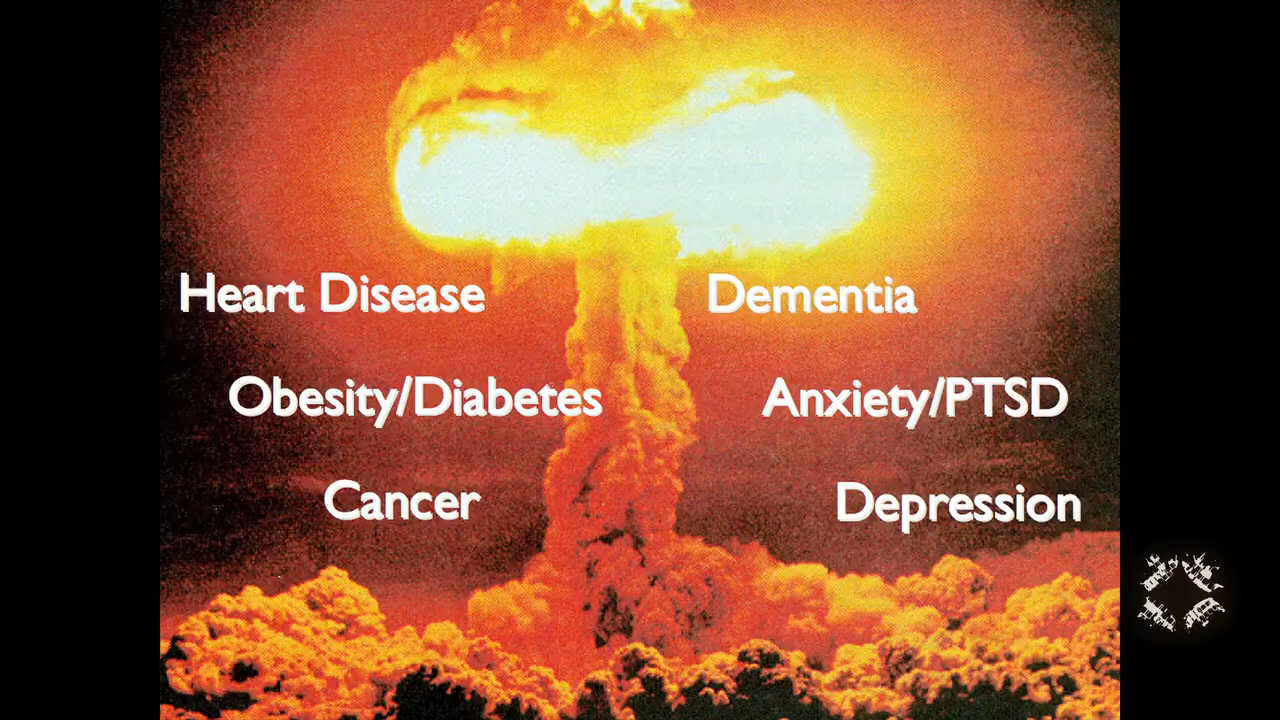 Heart Disease
Dementia
Obesity/Diabetes
Anxiety/PTSD
Cancer
Depression